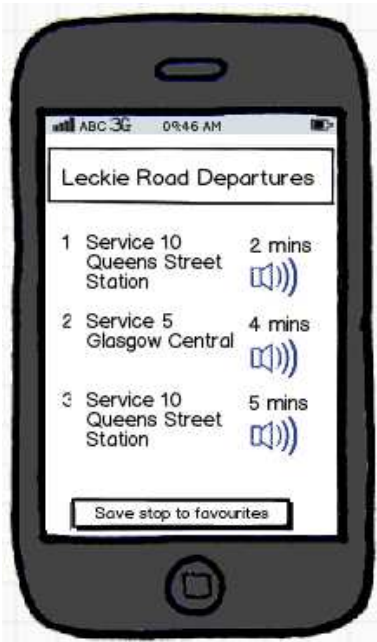 ABC 3G 09:46 AM
Leckie Road Departures
1 Service 10 2 mins
Queens Street
Station
2 Service 5 4 mins
Glasgow Central
3 Service 10 5 mins
Queens Street
Station
Save stop to favourites